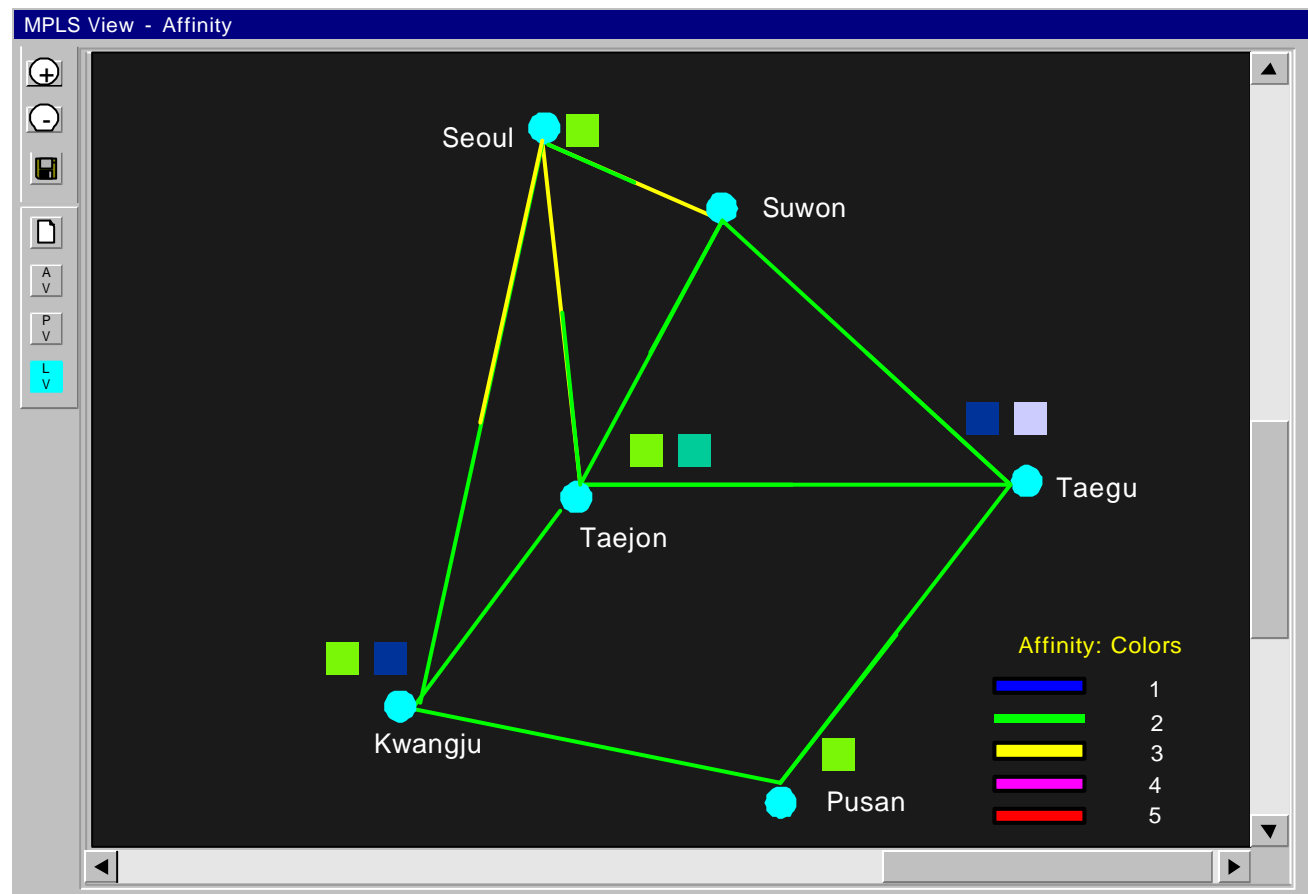 MPLS View - Affinity
+
-
A
V
P
V
L
V
Seoul
Suwon
Taegu
Taejon
Kwangju
Pusan
Affinity: Colors
1
2
3
4
5